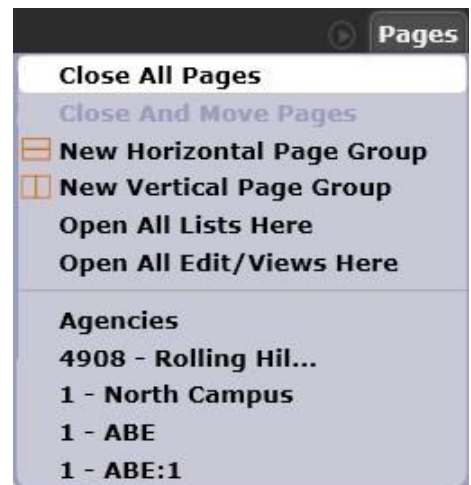 Pages
Close All Pages
Close And Move Pages
New Horizontal Page Group
New Vertical Page Group
Open All Lists Here
Open All Edit/Views Here
Agencies
4908 - Rolling Hil...
1 - North Campus
1 - ABE
1 - ABE:1